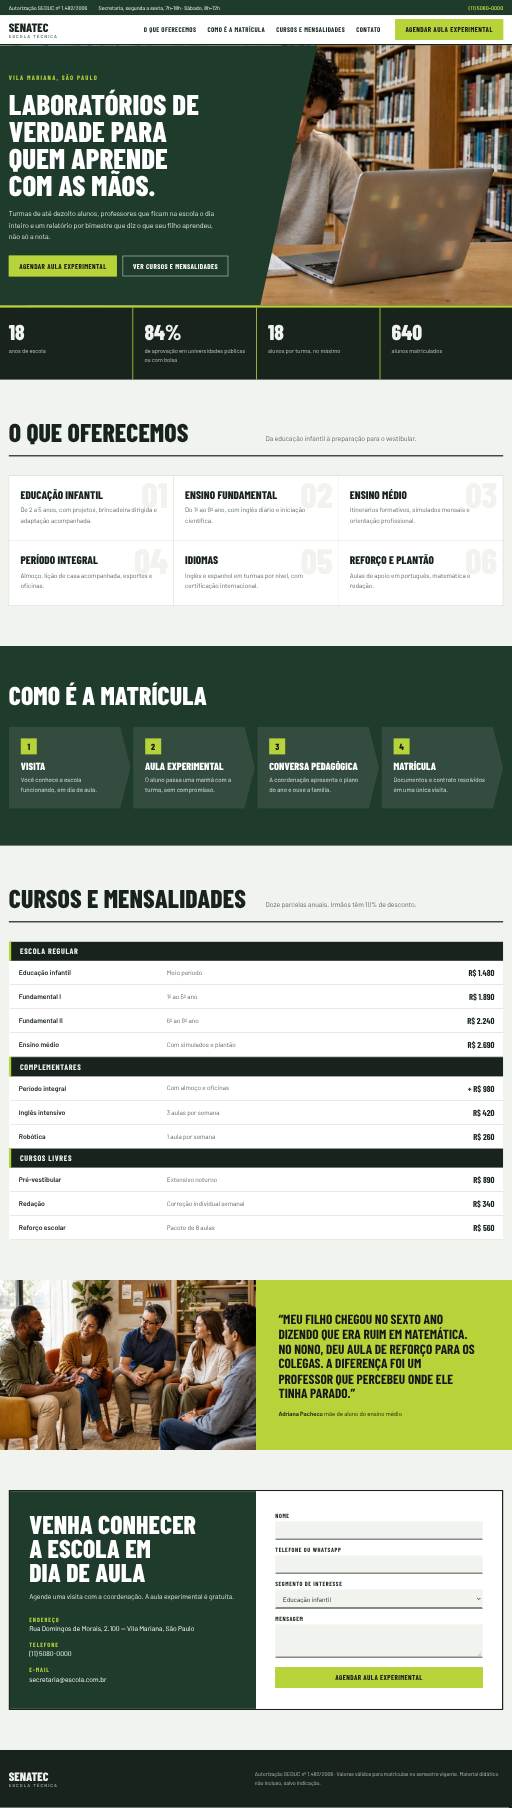 Autorização SEDUC nº 1.482/2006 Secretaria, segunda a sexta, 7h–18h · Sábado, 8h–12h (11) 5080-0000
SENATEC
ESCOLA TÉCNICA
O QUE OFERECEMOS COMO É A MATRÍCULA CURSOS E MENSALIDADES CONTATO AGENDAR AULA EXPERIMENTAL
VILA MARIANA, SÃO PAULO
LABORATÓRIOS DE
VERDADE PARA
QUEM APRENDE
COM AS MÃOS.
Turmas de até dezoito alunos, professores que ficam na escola o dia
inteiro e um relatório por bimestre que diz o que seu filho aprendeu,
não só a nota.
AGENDAR AULA EXPERIMENTAL VER CURSOS E MENSALIDADES
18
anos de escola
84%
de aprovação em universidades públicas
ou com bolsa
18
alunos por turma, no máximo
640
alunos matriculados
O QUE OFERECEMOS
Da educação infantil à preparação para o vestibular.
01
EDUCAÇÃO INFANTIL
De 2 a 5 anos, com projetos, brincadeira dirigida e
adaptação acompanhada.
02
ENSINO FUNDAMENTAL
Do 1º ao 9º ano, com inglês diário e iniciação
científica.
03
ENSINO MÉDIO
Itinerários formativos, simulados mensais e
orientação profissional.
04
PERÍODO INTEGRAL
Almoço, lição de casa acompanhada, esportes e
oficinas.
05
IDIOMAS
Inglês e espanhol em turmas por nível, com
certificação internacional.
06
REFORÇO E PLANTÃO
Aulas de apoio em português, matemática e
redação.
COMO É A MATRÍCULA
1
VISITA
Você conhece a escola
funcionando, em dia de aula.
2
AULA EXPERIMENTAL
O aluno passa uma manhã com a
turma, sem compromisso.
3
CONVERSA PEDAGÓGICA
A coordenação apresenta o plano
do ano e ouve a família.
4
MATRÍCULA
Documentos e contrato resolvidos
em uma única visita.
CURSOS E MENSALIDADES
Doze parcelas anuais. Irmãos têm 10% de desconto.
ESCOLA REGULAR
Educação infantil Meio período R$ 1.480
Fundamental I 1º ao 5º ano R$ 1.890
Fundamental II 6º ao 9º ano R$ 2.240
Ensino médio Com simulados e plantão R$ 2.690
COMPLEMENTARES
Período integral Com almoço e oficinas + R$ 980
Inglês intensivo 3 aulas por semana R$ 420
Robótica 1 aula por semana R$ 260
CURSOS LIVRES
Pré-vestibular Extensivo noturno R$ 890
Redação Correção individual semanal R$ 340
Reforço escolar Pacote de 8 aulas R$ 560
“MEU FILHO CHEGOU NO SEXTO ANO
DIZENDO QUE ERA RUIM EM MATEMÁTICA.
NO NONO, DEU AULA DE REFORÇO PARA OS
COLEGAS. A DIFERENÇA FOI UM
PROFESSOR QUE PERCEBEU ONDE ELE
TINHA PARADO.”
Adriana Pacheco mãe de aluno do ensino médio
VENHA CONHECER
A ESCOLA EM
DIA DE AULA
Agende uma visita com a coordenação. A aula experimental é gratuita.
ENDEREÇO
Rua Domingos de Morais, 2.100 — Vila Mariana, São Paulo
TELEFONE
(11) 5080-0000
E-MAIL
secretaria@escola.com.br
NOME
TELEFONE OU WHATSAPP
SEGMENTO DE INTERESSE
Educação infantil
MENSAGEM
AGENDAR AULA EXPERIMENTAL
SENATEC
ESCOLA TÉCNICA
Autorização SEDUC nº 1.482/2006 · Valores válidos para matrículas no semestre vigente. Material didático
não incluso, salvo indicação.